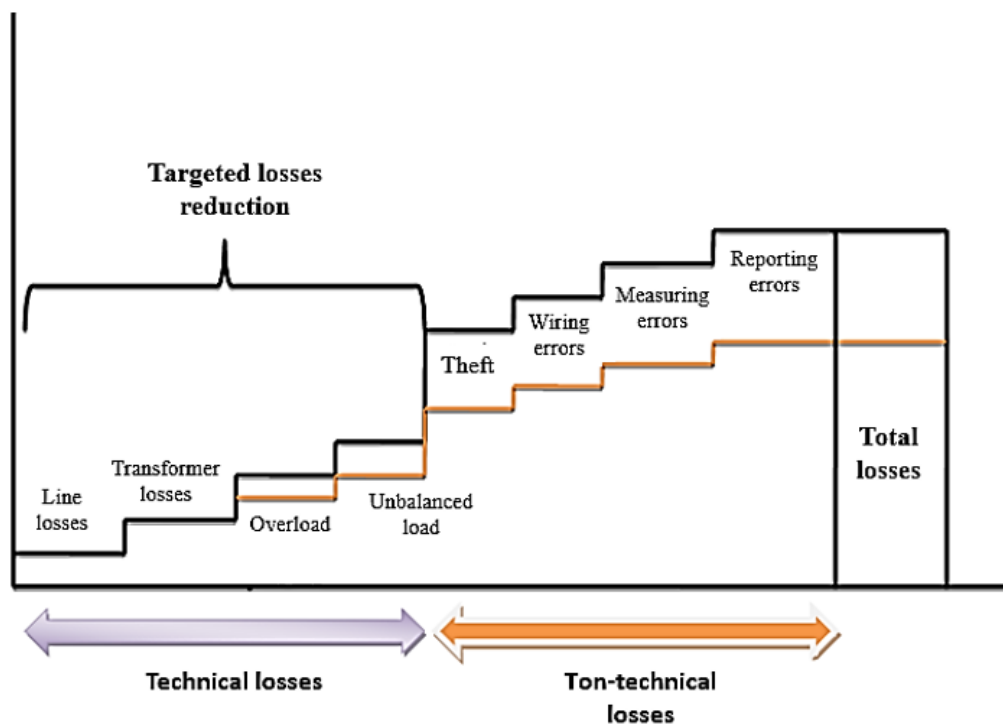 Targeted losses
reduction
Line
losses
Transformer
losses
Overload
Unbalanced
load
Theft
Wiring
errors
Measuring
errors
Reporting
errors
Total
losses
Technical losses
Ton-technical
losses